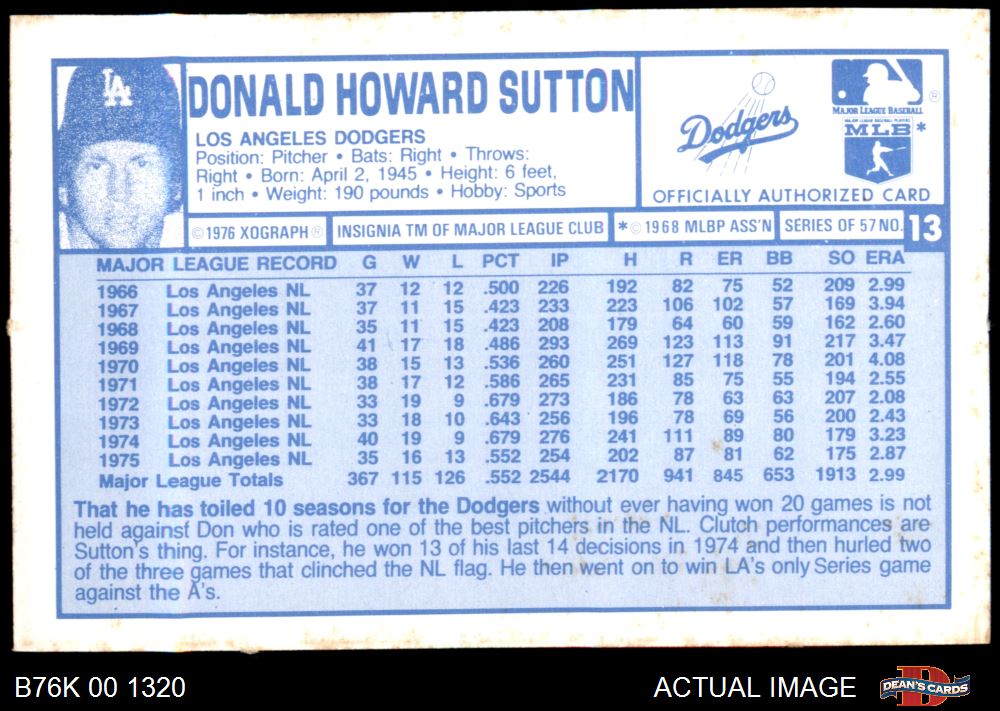 LA
DONALD HOWARD SUTTON
LOS ANGELES DODGERS
Position: Pitcher • Bats: Right • Throws:
Right • Born: April 2, 1945 • Height: 6 feet,
1 inch • Weight: 190 pounds • Hobby: Sports
Dodgers
®
MAJOR LEAGUE BASEBALL
MAJOR LEAGUE BASEBALL PLAYERS
MLB*
OFFICIALLY AUTHORIZED CARD
©1976 XOGRAPH® INSIGNIA TM OF MAJOR LEAGUE CLUB *©1968 MLBP ASS'N SERIES OF 57 NO. 13
MAJOR LEAGUE RECORD G W L PCT IP H R ER BB SO ERA
1966 Los Angeles NL 37 12 12 .500 226 192 82 75 52 209 2.99
1967 Los Angeles NL 37 11 15 .423 233 223 106 102 57 169 3.94
1968 Los Angeles NL 35 11 15 .423 208 179 64 60 59 162 2.60
1969 Los Angeles NL 41 17 18 .486 293 269 123 113 91 217 3.47
1970 Los Angeles NL 38 15 13 .536 260 251 127 118 78 201 4.08
1971 Los Angeles NL 38 17 12 .586 265 231 85 75 55 194 2.55
1972 Los Angeles NL 33 19 9 .679 273 186 78 63 63 207 2.08
1973 Los Angeles NL 33 18 10 .643 256 196 78 69 56 200 2.43
1974 Los Angeles NL 40 19 9 .679 276 241 111 89 80 179 3.23
1975 Los Angeles NL 35 16 13 .552 254 202 87 81 62 175 2.87
Major League Totals 367 115 126 .552 2544 2170 941 845 653 1913 2.99
That he has toiled 10 seasons for the Dodgers without ever having won 20 games is not
held against Don who is rated one of the best pitchers in the NL. Clutch performances are
Sutton's thing. For instance, he won 13 of his last 14 decisions in 1974 and then hurled two
of the three games that clinched the NL flag. He then went on to win LA's only Series game
against the A's.
B76K 00 1320
ACTUAL IMAGE
D
DEAN'S CARDS